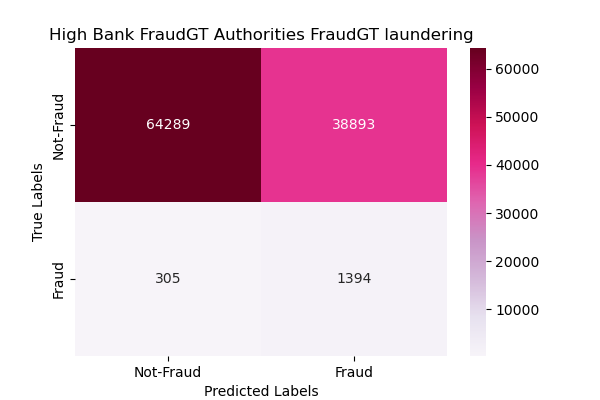 High Bank FraudGT Authorities FraudGT laundering
True Labels
Not-Fraud
Fraud
64289 38893
305 1394
Not-Fraud Fraud
Predicted Labels
60000
50000
40000
30000
20000
10000